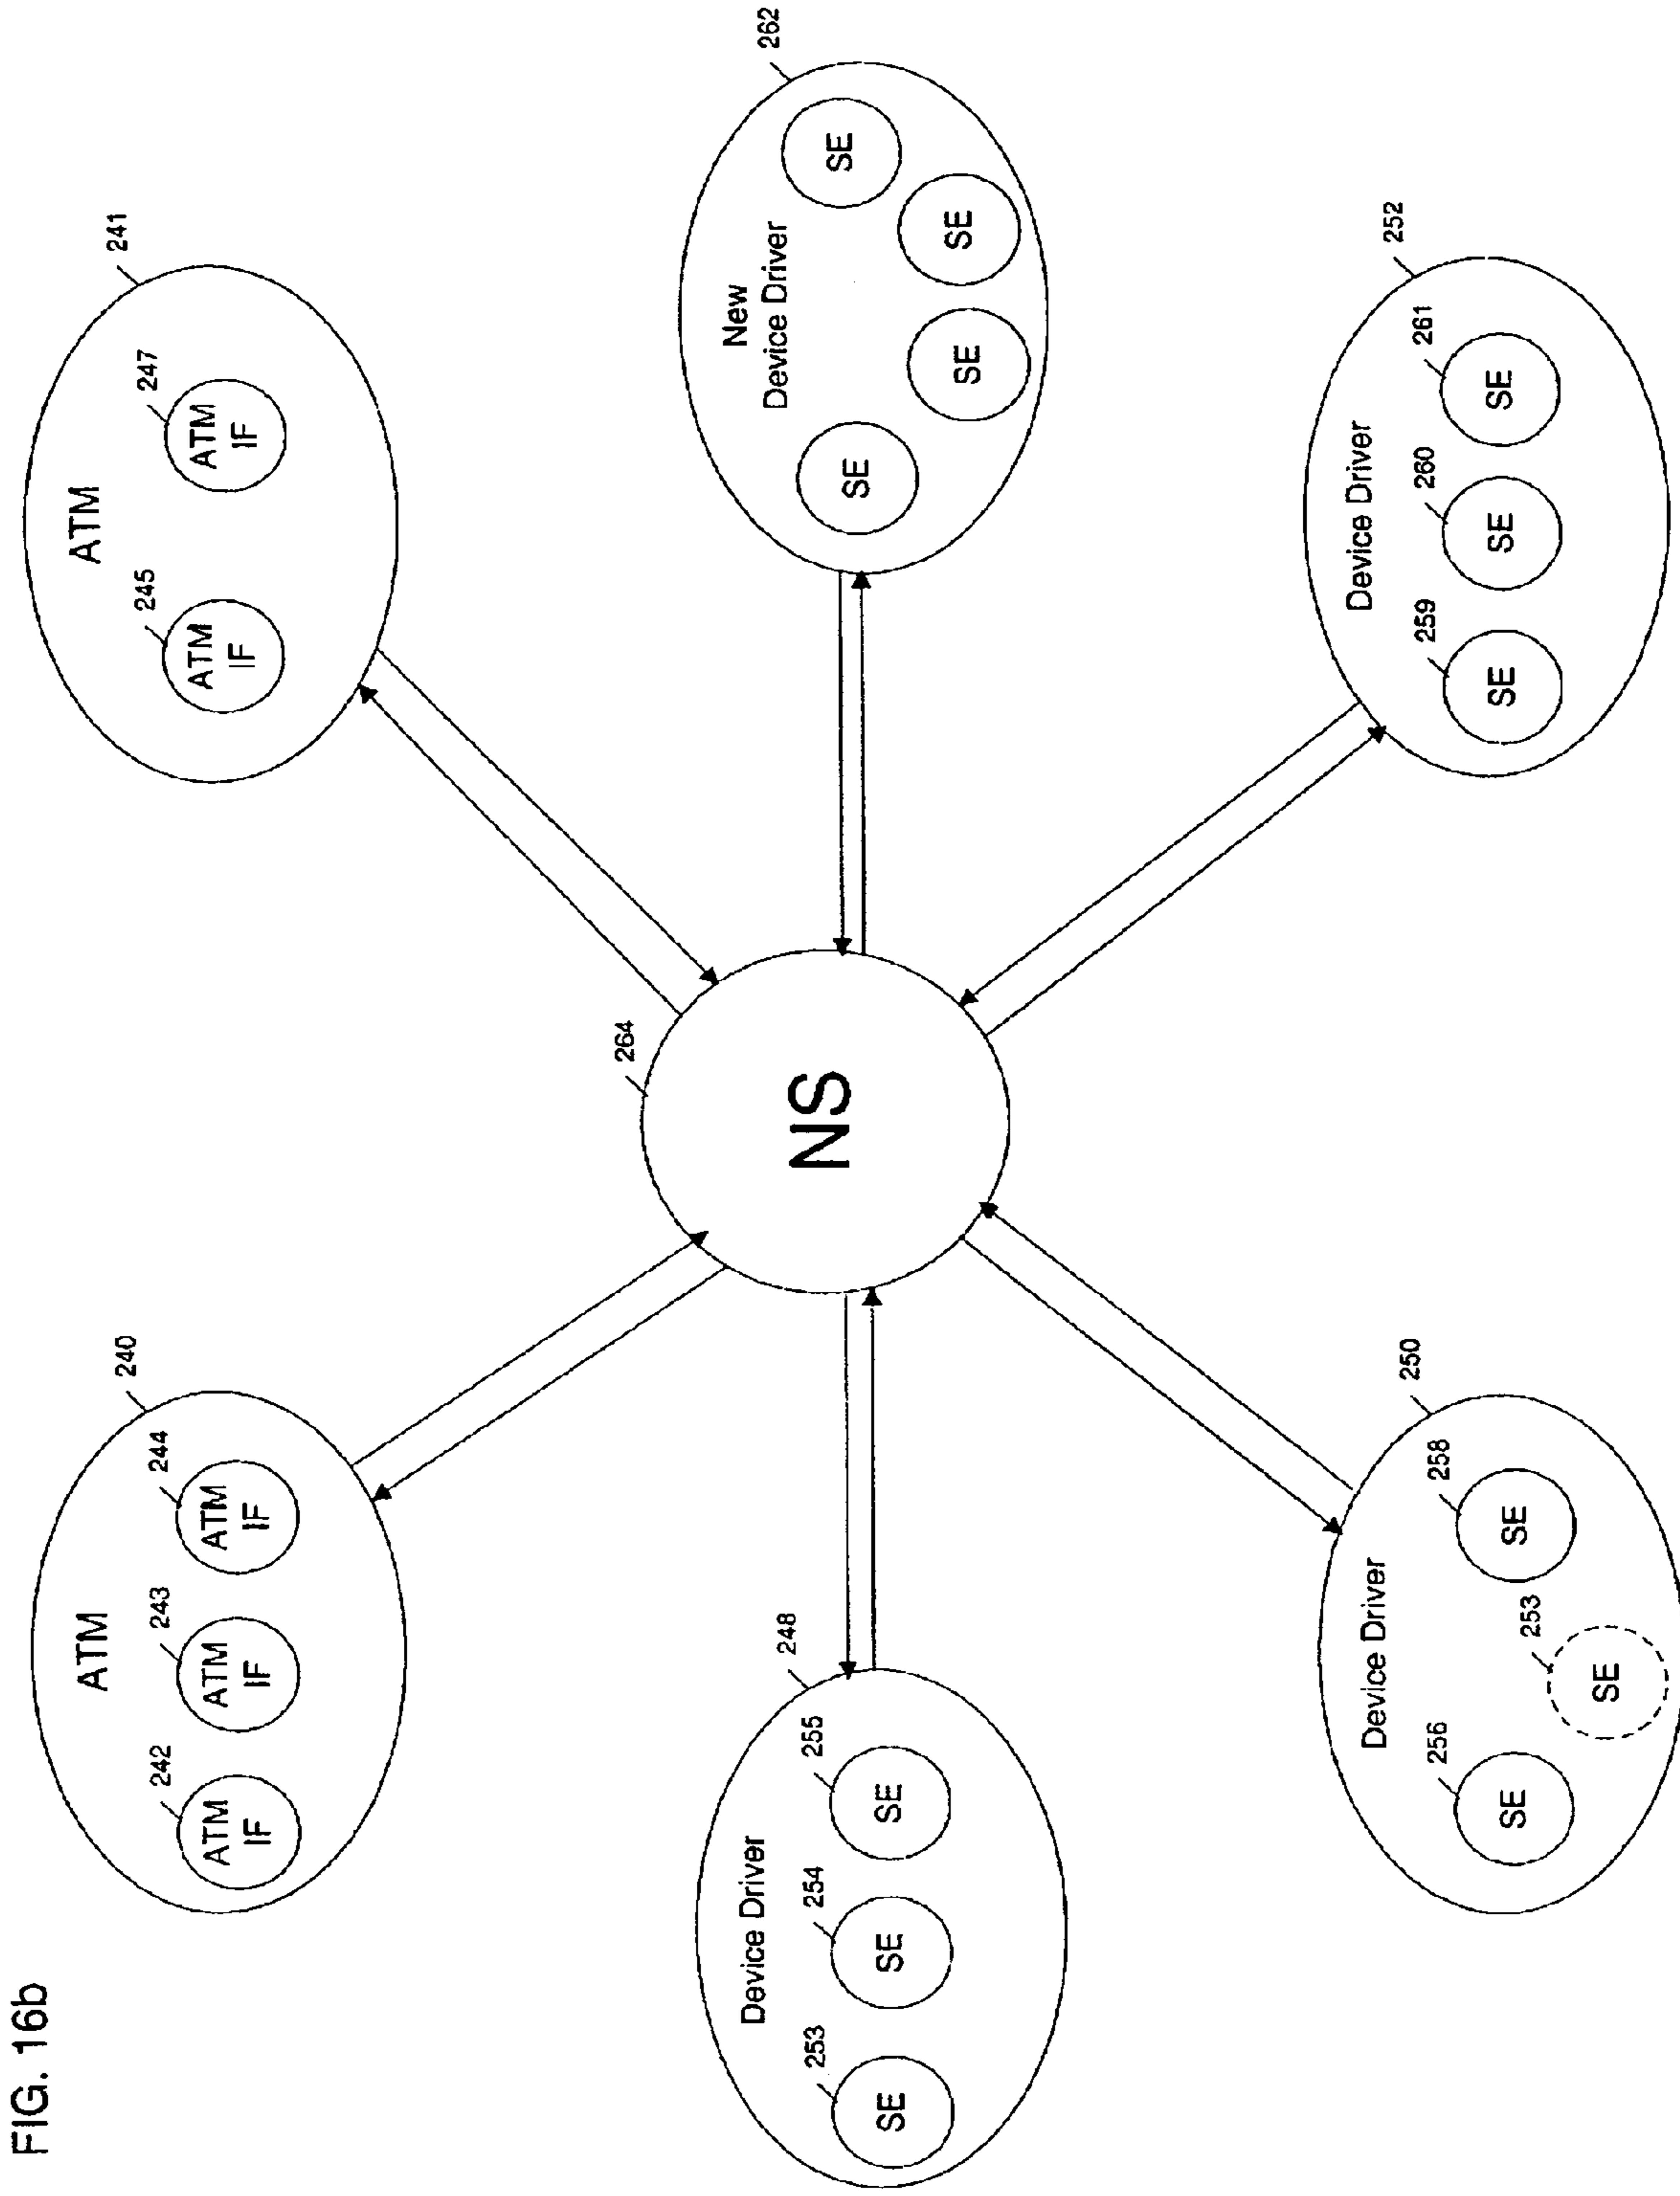 FIG. 16b
240
ATM
242
ATM
IF
243
ATM
IF
244
ATM
IF
241
ATM
245
ATM
IF
247
ATM
IF
248
Device Driver
253
SE
254
SE
255
SE
264
NS
262
New
Device Driver
SE
SE
SE
SE
250
Device Driver
256
SE
253
SE
258
SE
252
Device Driver
259
SE
260
SE
261
SE